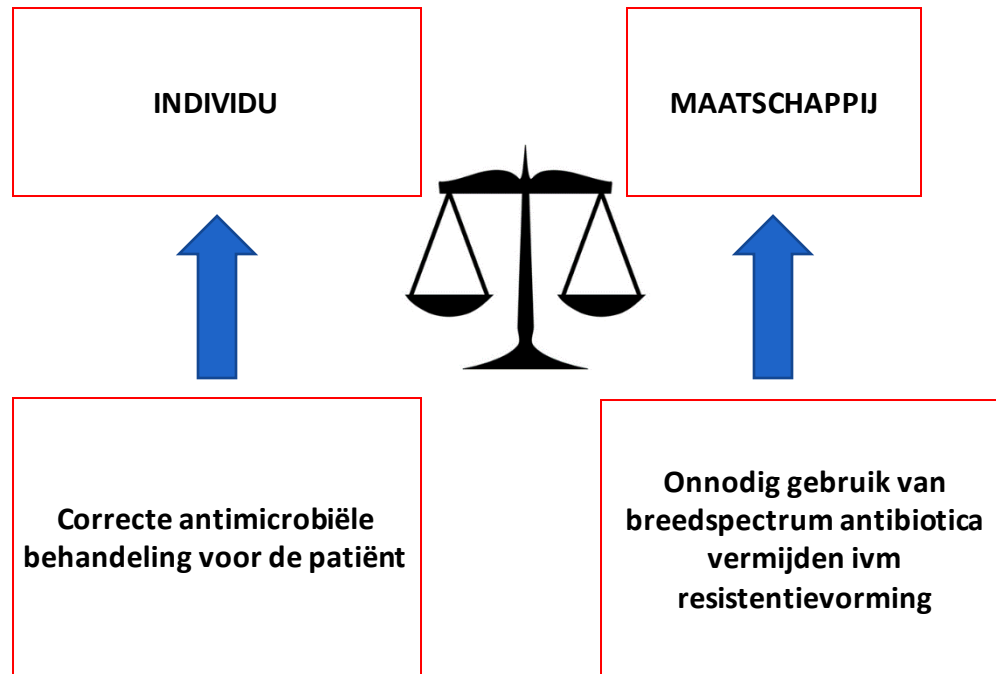 INDIVIDU
MAATSCHAPPIJ
Correcte antimicrobiële
behandeling voor de patiënt
Onnodig gebruik van
breedspectrum antibiotica
vermijden ivm
resistentievorming